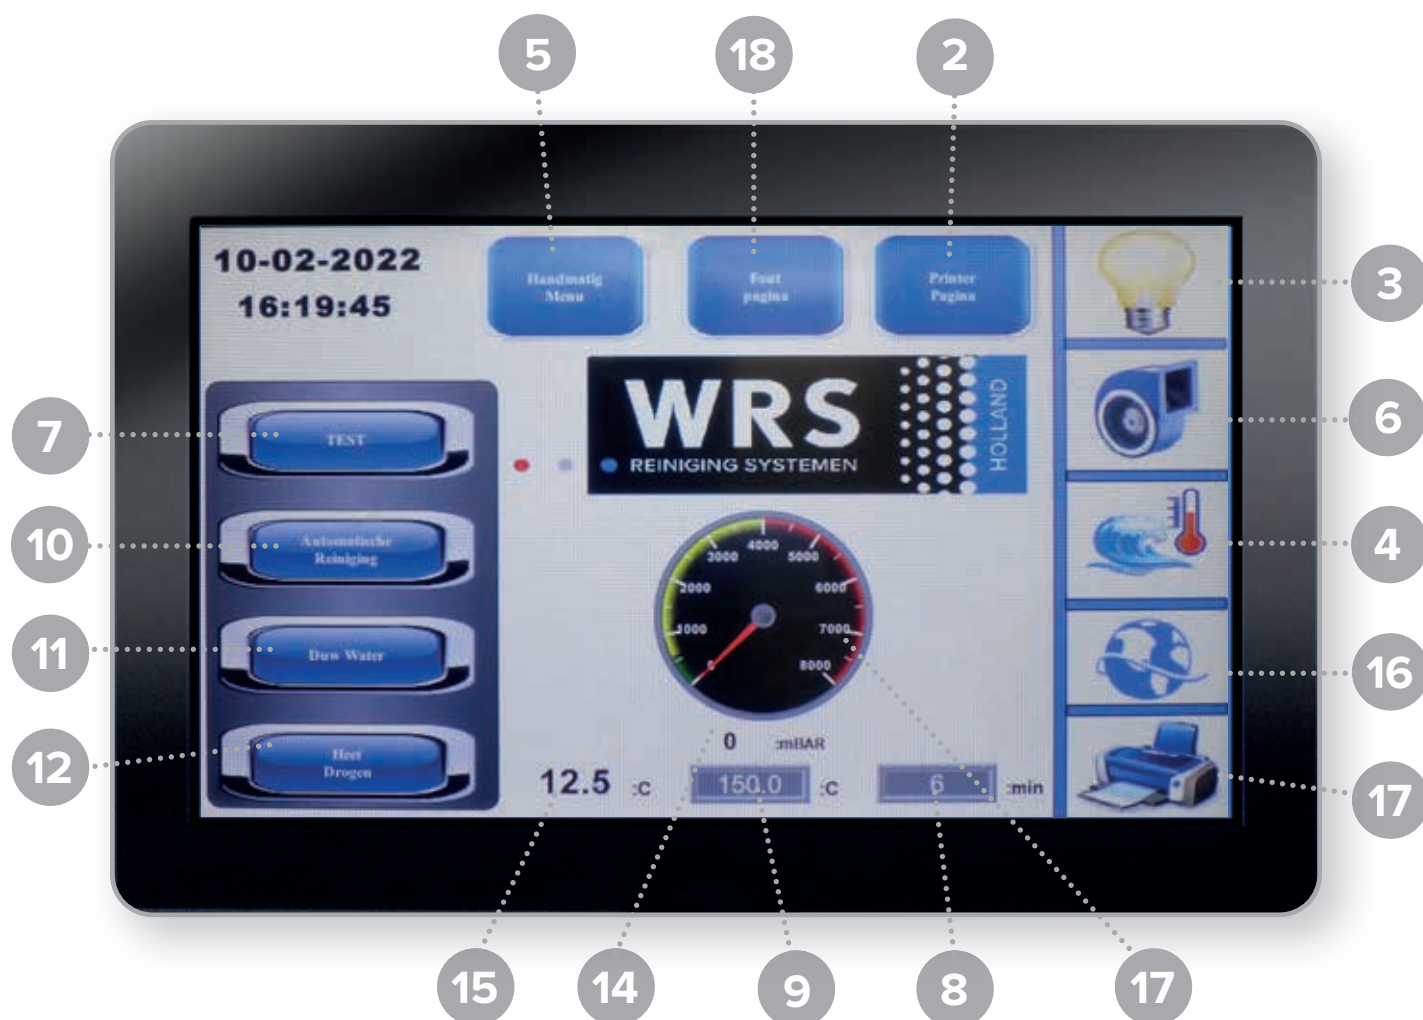 5
18
2
10-02-2022
16:19:45
Handmatig
Menu
Fout
pagina
Printer
Pagina
3
WRS
REINIGING SYSTEMEN
HOLLAND
6
7
TEST
10
Automatische
Reiniging
4
11
Duw Water
16
12
Heet
Drogen
0
1000
2000
3000
4000
5000
6000
7000
8000
0 :mBAR
12.5 :C
150.0 :C
6 :min
17
15
14
9
8
17